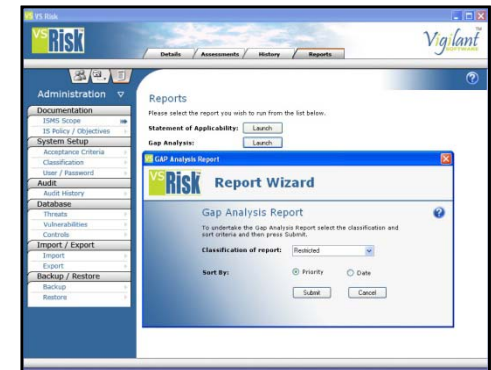 VS Risk
VS Risk
Details Assessments History Reports
Vigilant
SOFTWARE
Administration
Documentation
ISMS Scope
IS Policy / Objectives
System Setup
Acceptance Criteria
Classification
User / Password
Audit
Audit History
Database
Threats
Vulnerabilities
Controls
Import / Export
Import
Export
Backup / Restore
Backup
Restore
Reports
Please select the report you wish to run from the list below.
Statement of Applicability: Launch
Gap Analysis: Launch
VS GAP Analysis Report
VS Risk Report Wizard
Gap Analysis Report
To undertake the Gap Analysis Report select the classification and
sort criteria and then press Submit.
Classification of report: Restricted
Sort By: Priority Date
Submit Cancel